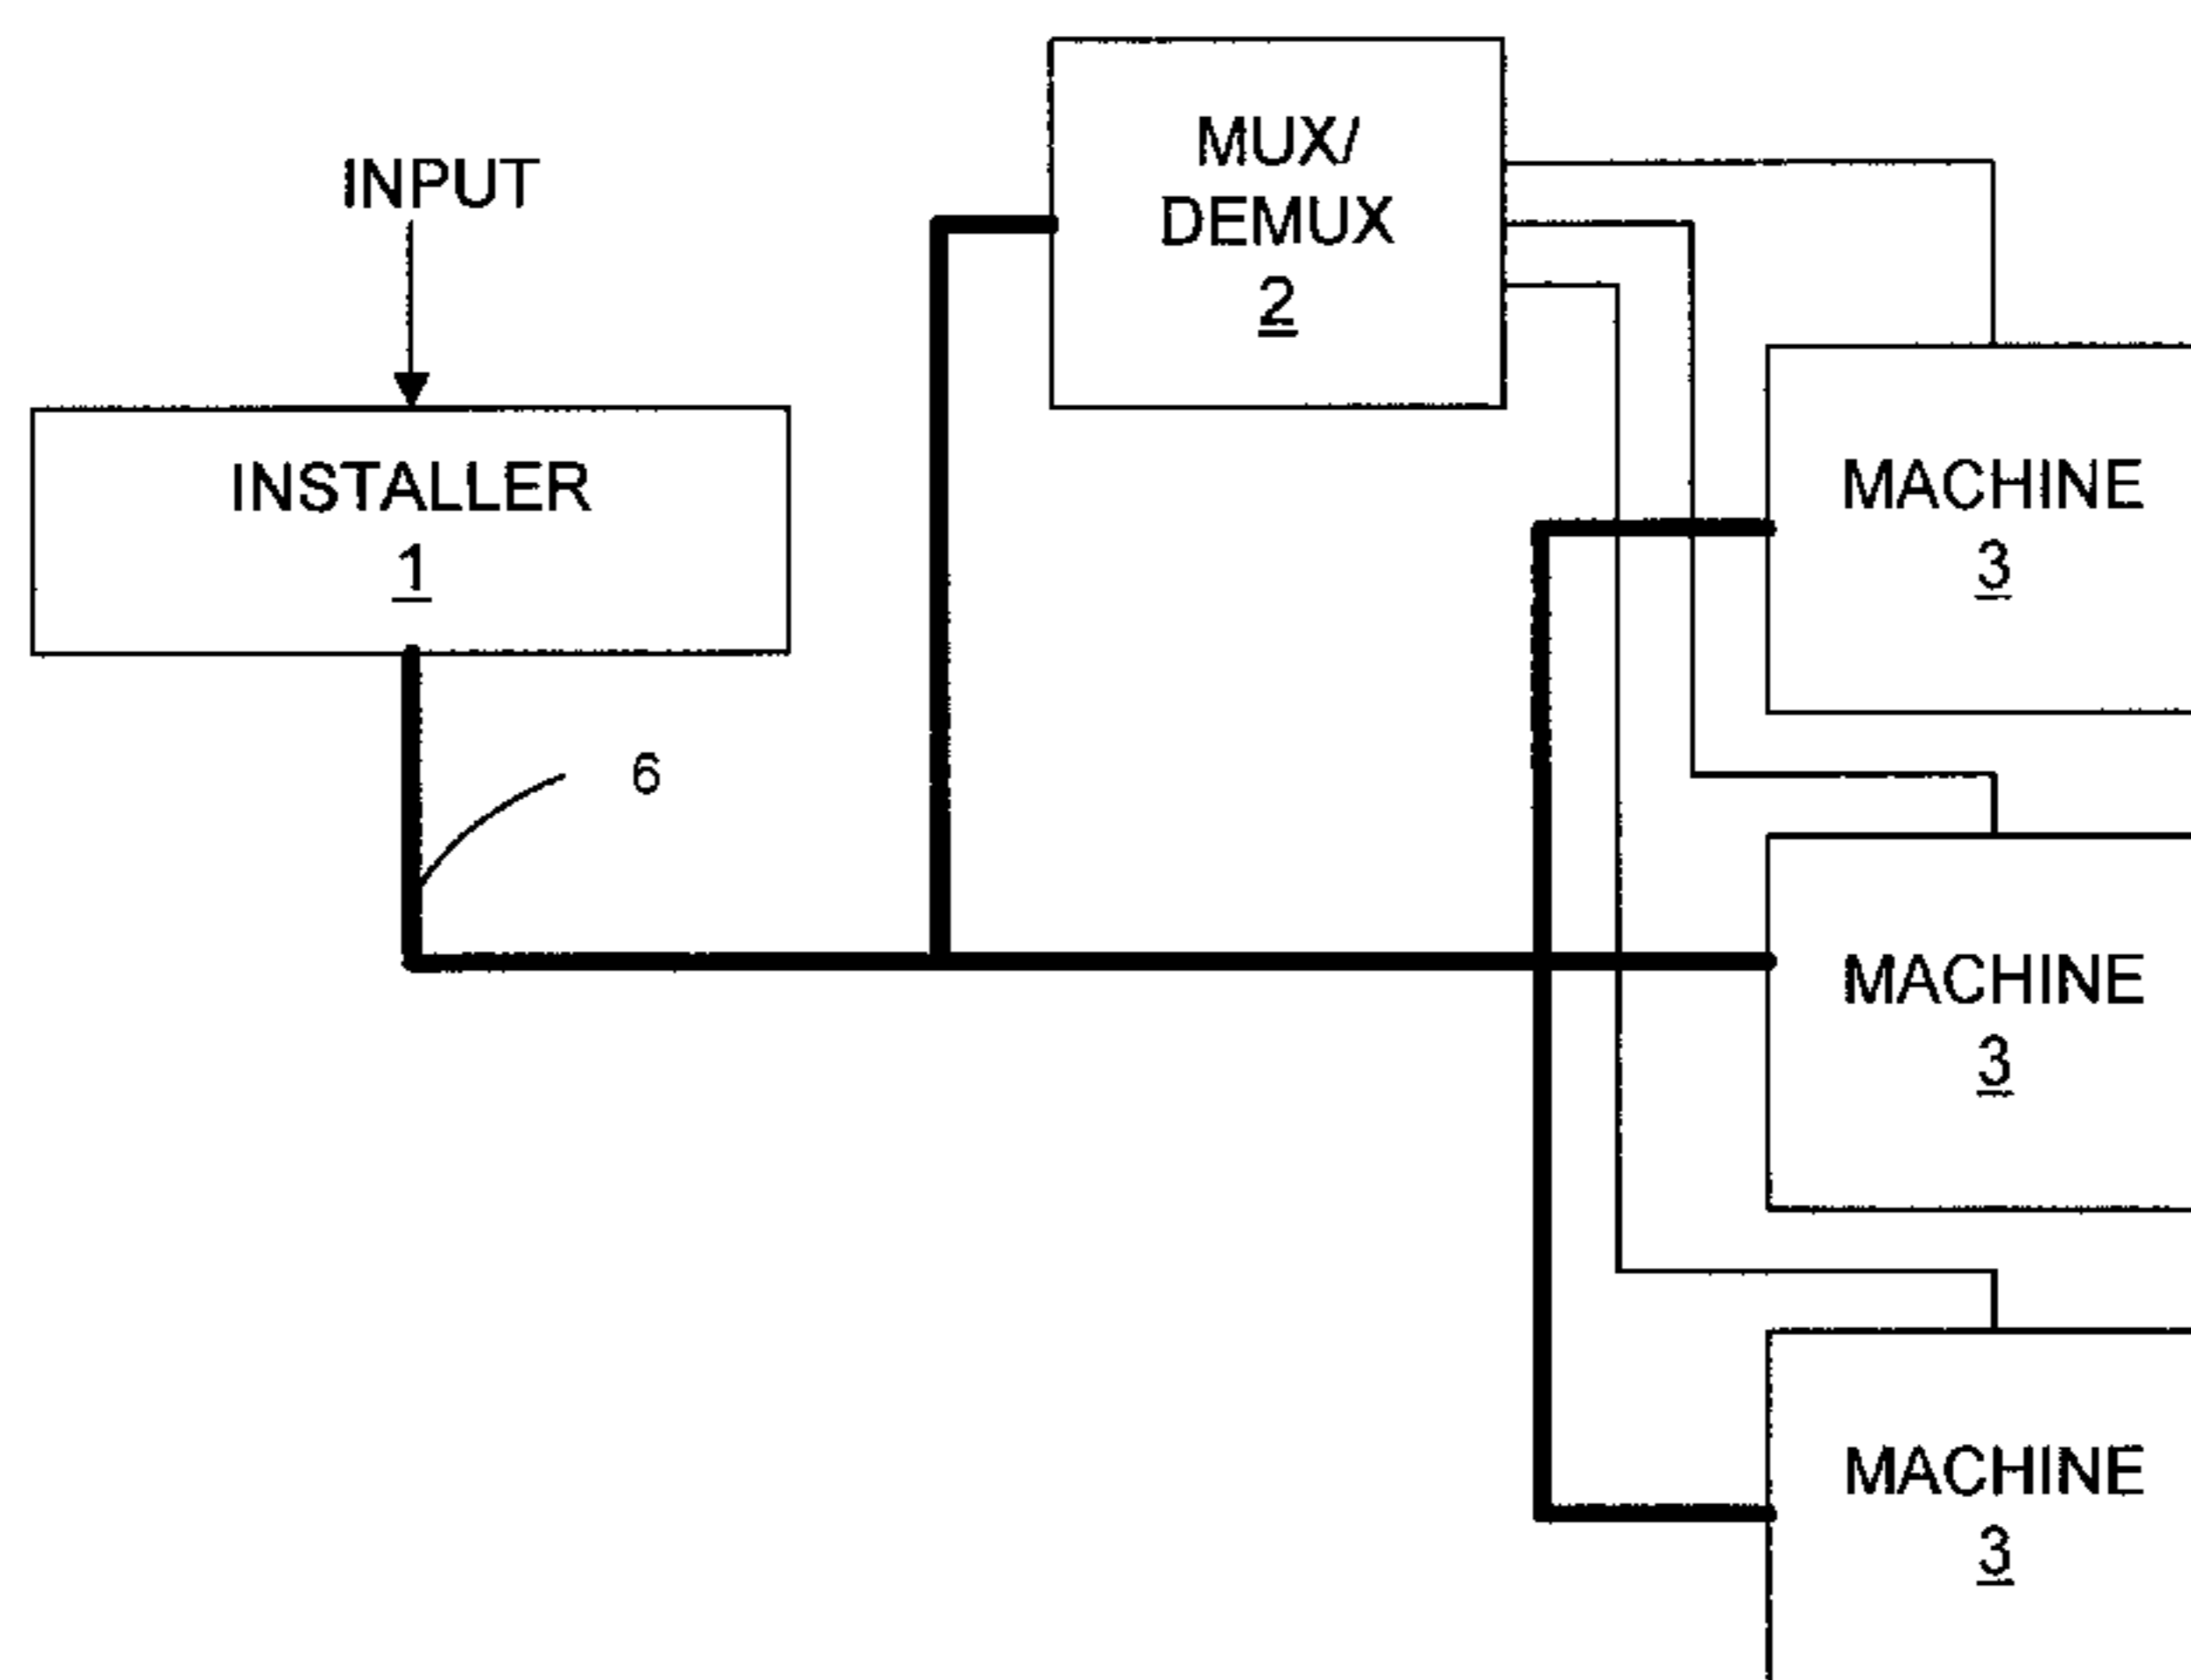 INPUT
INSTALLER
1
6
MUX/
DEMUX
2
MACHINE
3
MACHINE
3
MACHINE
3